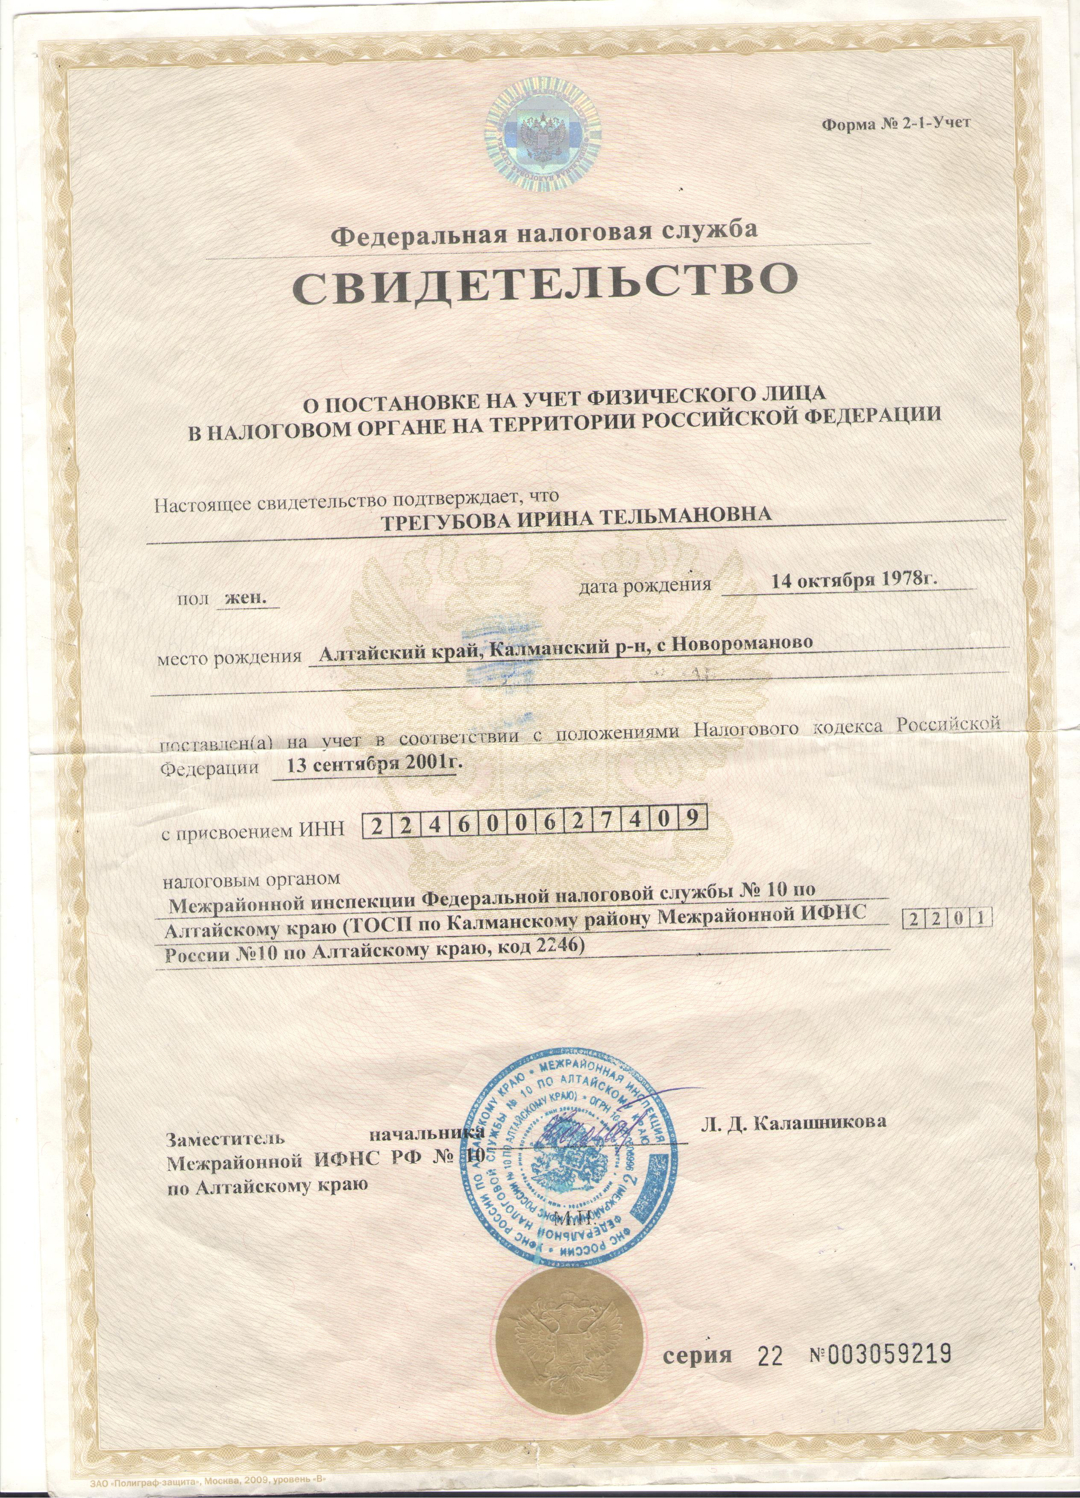 Форма № 2-1-Учет
Федеральная налоговая служба
СВИДЕТЕЛЬСТВО
О ПОСТАНОВКЕ НА УЧЕТ ФИЗИЧЕСКОГО ЛИЦА
В НАЛОГОВОМ ОРГАНЕ НА ТЕРРИТОРИИ РОССИЙСКОЙ ФЕДЕРАЦИИ
Настоящее свидетельство подтверждает, что
ТРЕГУБОВА ИРИНА ТЕЛЬМАНОВНА
пол жен. дата рождения 14 октября 1978г.
место рождения Алтайский край, Калманский р-н, с Новороманово
поставлен(а) на учет в соответствии с положениями Налогового кодекса Российской
Федерации 13 сентября 2001г.
с присвоением ИНН 224600627409
налоговым органом
Межрайонной инспекции Федеральной налоговой службы № 10 по
Алтайскому краю (ТОСП по Калманскому району Межрайонной ИФНС 2201
России №10 по Алтайскому краю, код 2246)
Заместитель начальника Л. Д. Калашникова
Межрайонной ИФНС РФ № 10
по Алтайскому краю
М.П.
серия 22 №003059219
ЗАО «Полиграф-защита», Москва, 2009, уровень «В»